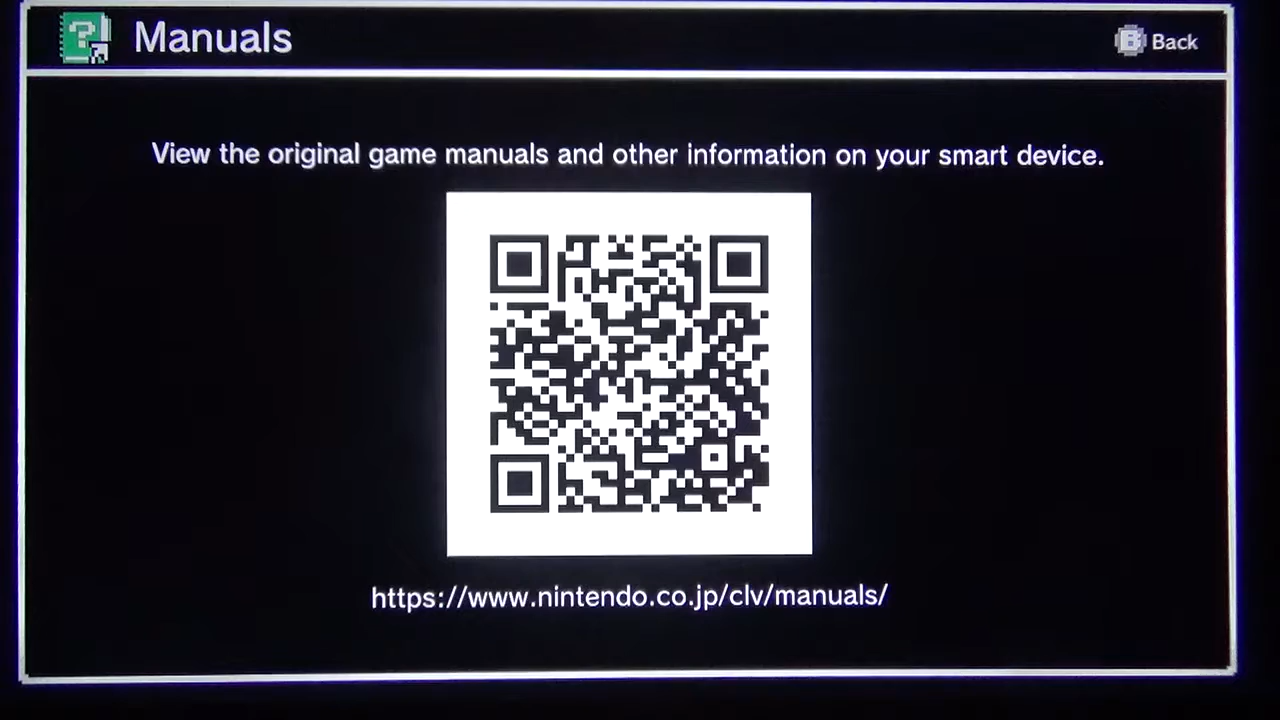 Manuals
B Back
View the original game manuals and other information on your smart device.
https://www.nintendo.co.jp/clv/manuals/